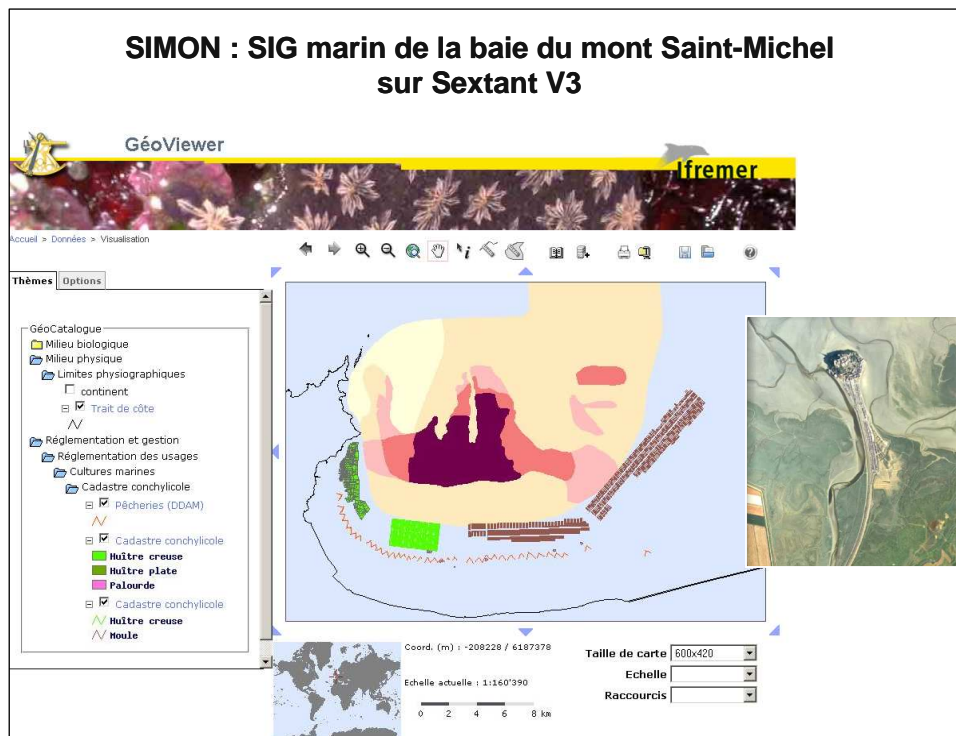 SIMON : SIG marin de la baie du mont Saint-Michel
sur Sextant V3
GéoViewer
Ifremer
Accueil > Données > Visualisation
Thèmes Options
GéoCatalogue
Milieu biologique
Milieu physique
Limites physiographiques
continent
Trait de côte
Réglementation et gestion
Réglementation des usages
Cultures marines
Cadastre conchylicole
Pêcheries (DDAM)
Cadastre conchylicole
Huître creuse
Huître plate
Palourde
Cadastre conchylicole
Huître creuse
Moule
Coord. (m) : -208228 / 6187378
Echelle actuelle : 1:160'390
0 2 4 6 8 km
Taille de carte 600x420
Echelle
Raccourcis